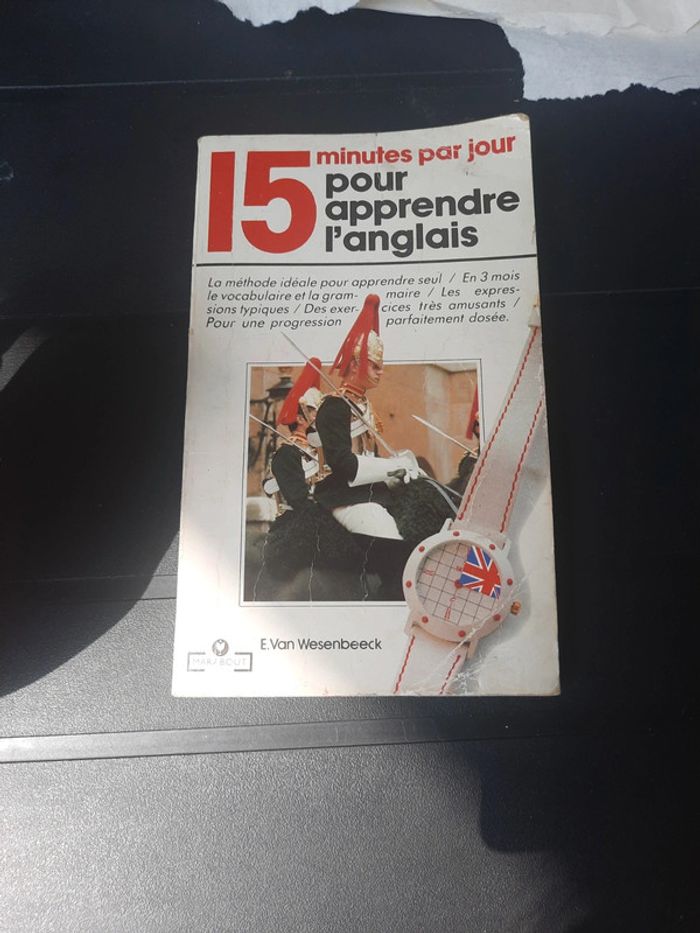 15 minutes par jour
pour
apprendre
l'anglais
La méthode idéale pour apprendre seul / En 3 mois
le vocabulaire et la gram- maire / Les expres-
sions typiques / Des exer- cices très amusants /
Pour une progression parfaitement dosée.
E. Van Wesenbeeck
MARABOUT